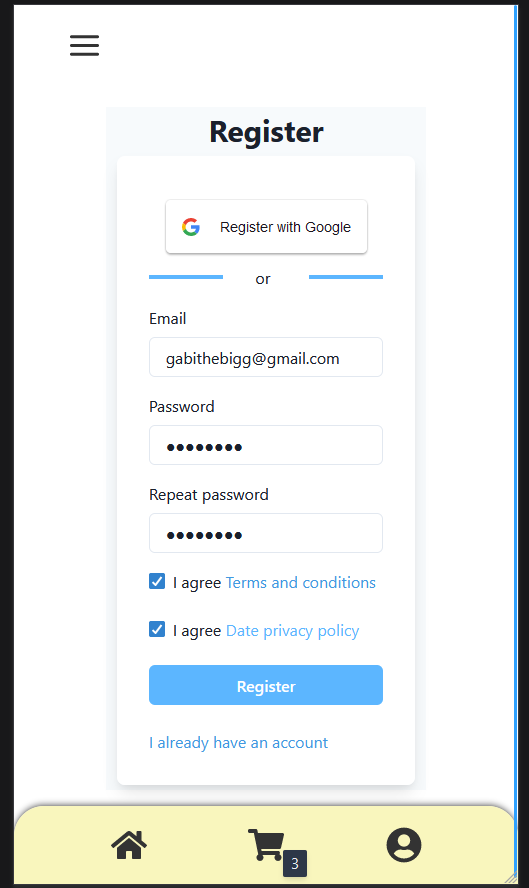 Register
Register with Google
or
Email
gabithebigg@gmail.com
Password
●●●●●●●●
Repeat password
●●●●●●●●
I agree Terms and conditions
I agree Date privacy policy
Register
I already have an account
3